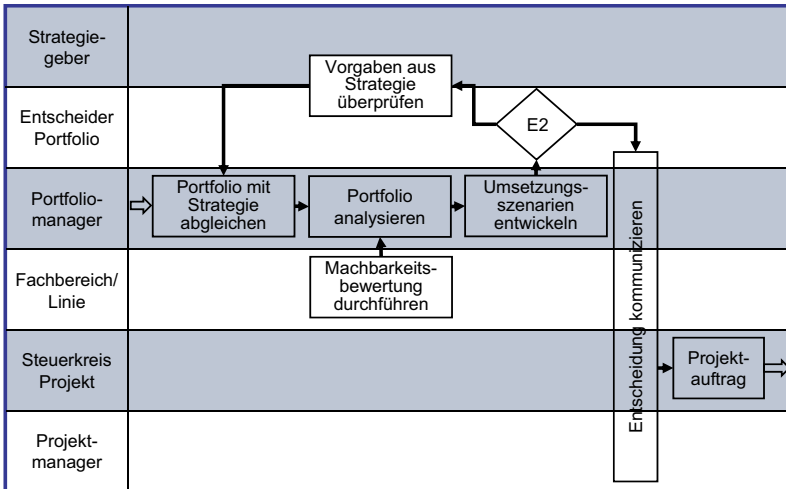 Strategie-
geber
Vorgaben aus
Strategie
überprüfen
Entscheider
Portfolio
E2
Portfolio-
manager
Portfolio mit
Strategie
abgleichen
Portfolio
analysieren
Umsetzungs-
szenarien
entwickeln
Entscheidung kommunizieren
Fachbereich/
Linie
Machbarkeits-
bewertung
durchführen
Steuerkreis
Projekt
Projekt-
auftrag
Projekt-
manager